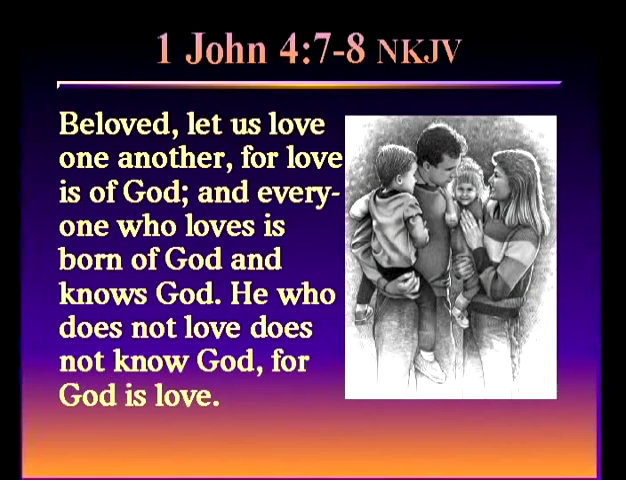 1 John 4:7-8 NKJV
Beloved, let us love
one another, for love
is of God; and every-
one who loves is
born of God and
knows God. He who
does not love does
not know God, for
God is love.